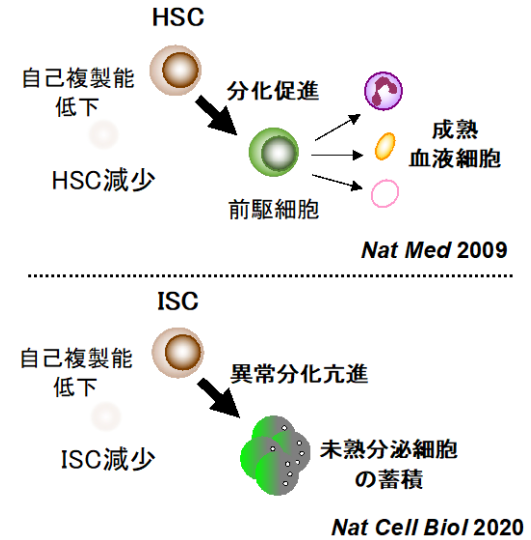 HSC
自己複製能
低下
分化促進
HSC減少
前駆細胞
成熟
血液細胞
Nat Med 2009
ISC
自己複製能
低下
異常分化亢進
ISC減少
未熟分泌細胞
の蓄積
Nat Cell Biol 2020